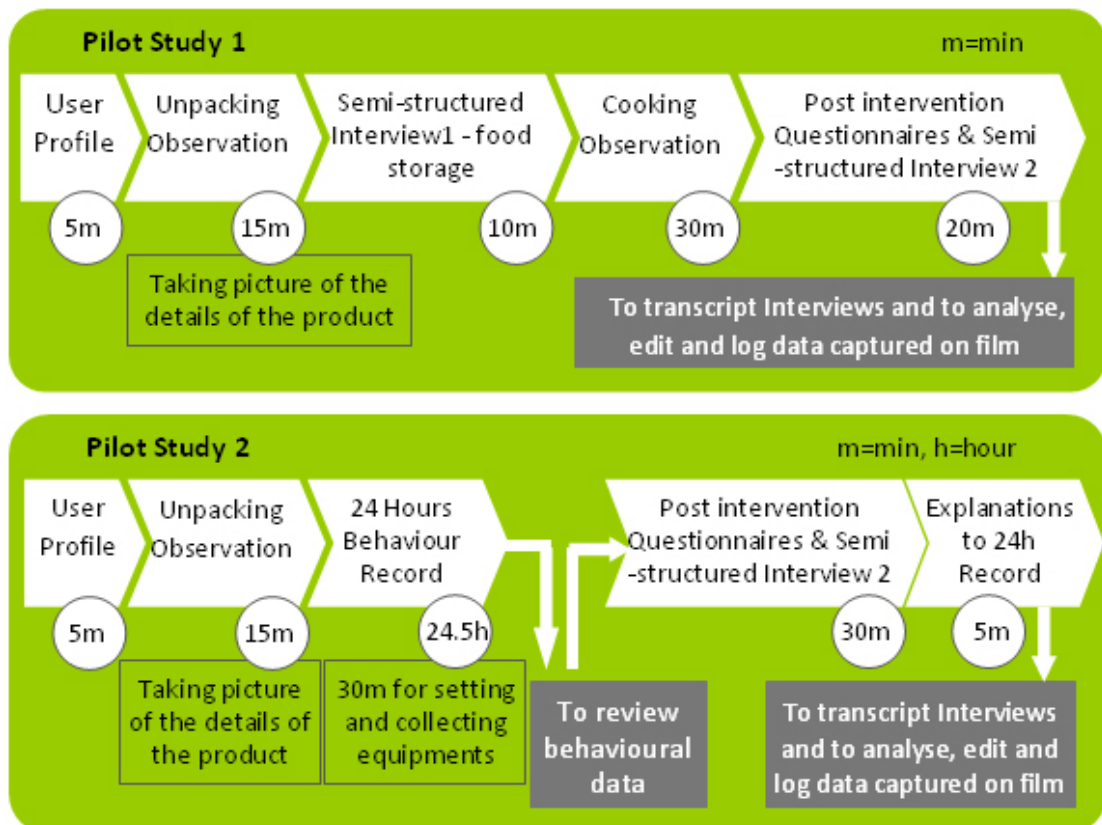 Pilot Study 1
m=min
User
Profile
Unpacking
Observation
Semi-structured
Interview1 - food
storage
Cooking
Observation
Post intervention
Questionnaires & Semi
-structured Interview 2
5m
15m
10m
30m
20m
Taking picture of the
details of the product
To transcript Interviews and to analyse,
edit and log data captured on film
Pilot Study 2
m=min, h=hour
User
Profile
Unpacking
Observation
24 Hours
Behaviour
Record
Post intervention
Questionnaires & Semi
-structured Interview 2
Explanations
to 24h
Record
5m
15m
24.5h
30m
5m
Taking picture
of the details of
the product
30m for setting
and collecting
equipments
To review
behavioural
data
To transcript Interviews
and to analyse, edit and
log data captured on film